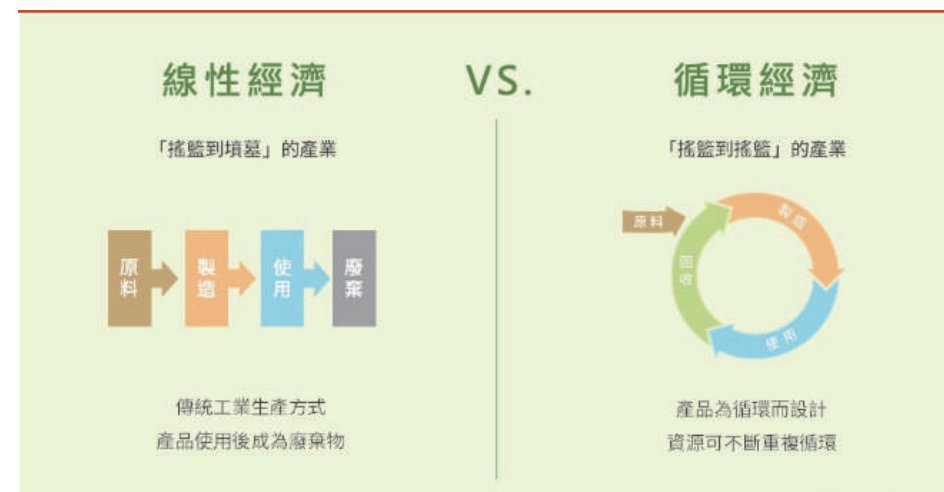 線性經濟
VS.
循環經濟
「搖籃到墳墓」的產業
原料
製造
使用
廢棄
傳統工業生產方式
產品使用後成為廢棄物
「搖籃到搖籃」的產業
原料
製造
使用
回收
產品為循環而設計
資源可不斷重複循環